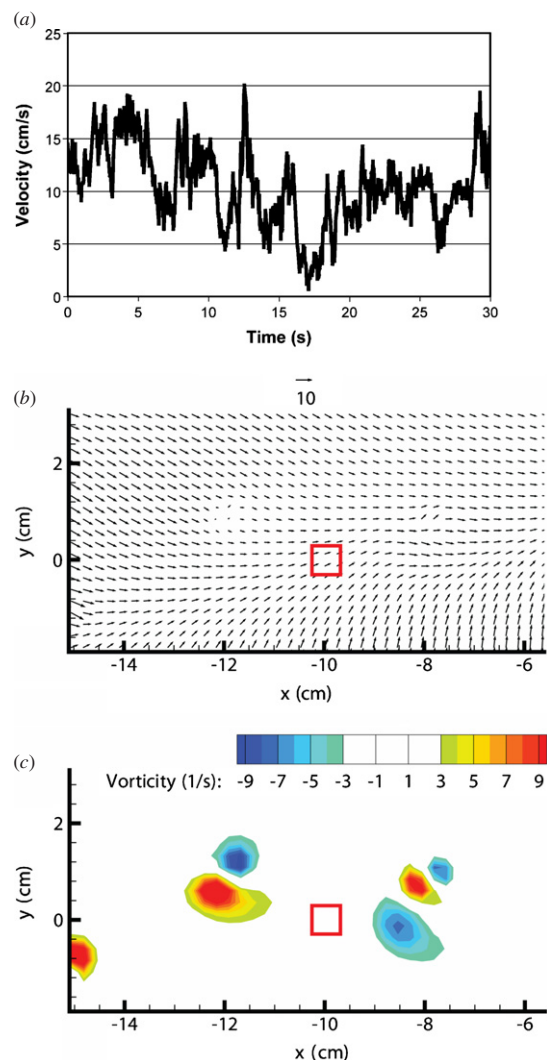 (a)
25
20
15
10
5
0
Velocity (cm/s)
0 5 10 15 20 25 30
Time (s)
(b)
10
2
0
y (cm)
-14 -12 -10 -8 -6
x (cm)
(c)
Vorticity (1/s): -9 -7 -5 -3 -1 1 3 5 7 9
2
0
y (cm)
-14 -12 -10 -8 -6
x (cm)